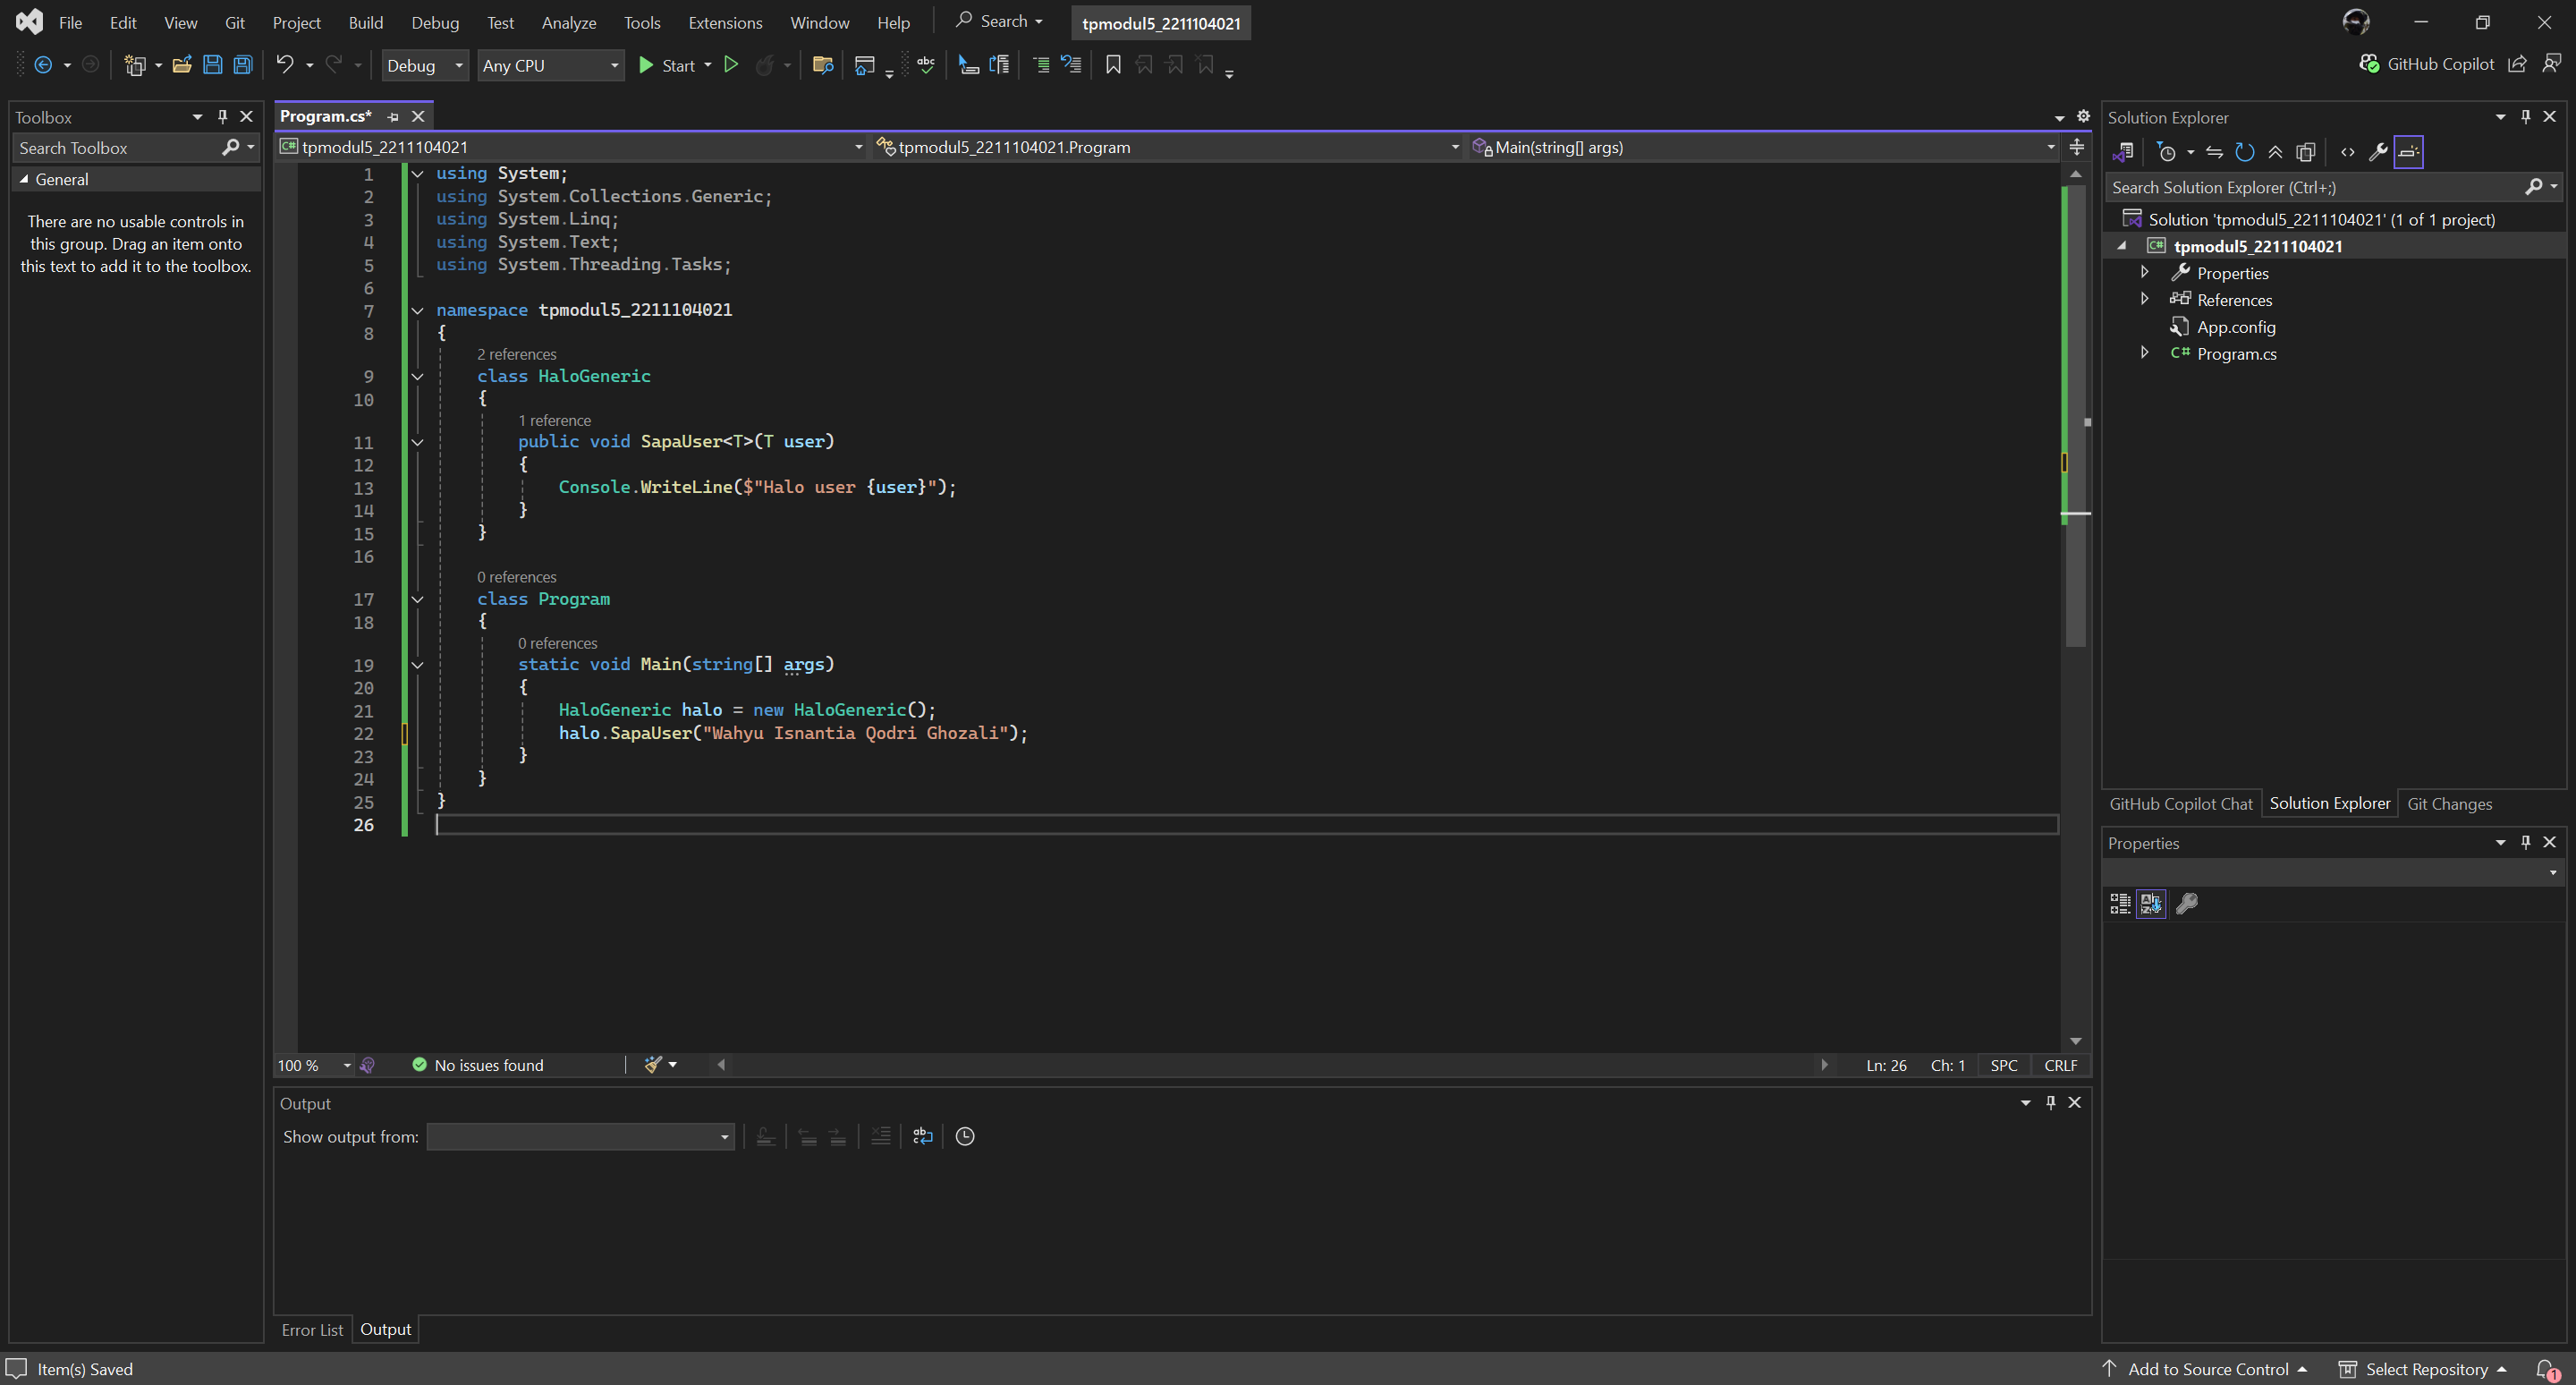 File Edit View Git Project Build Debug Test Analyze Tools Extensions Window Help Search tpmodul5_2211104021
Debug Any CPU Start GitHub Copilot
Toolbox
Search Toolbox
General
There are no usable controls in
this group. Drag an item onto
this text to add it to the toolbox.
Program.cs*
tpmodul5_2211104021 tpmodul5_2211104021.Program Main(string[] args)
1 using System;
2 using System.Collections.Generic;
3 using System.Linq;
4 using System.Text;
5 using System.Threading.Tasks;
6
7 namespace tpmodul5_2211104021
8 {
2 references
9 class HaloGeneric
10 {
1 reference
11 public void SapaUser<T>(T user)
12 {
13 Console.WriteLine($"Halo user {user}");
14 }
15 }
16
0 references
17 class Program
18 {
0 references
19 static void Main(string[] args)
20 {
21 HaloGeneric halo = new HaloGeneric();
22 halo.SapaUser("Wahyu Isnantia Qodri Ghozali");
23 }
24 }
25 }
26
100 % No issues found Ln: 26 Ch: 1 SPC CRLF
Output
Show output from:
Error List Output
Solution Explorer
Search Solution Explorer (Ctrl+;)
Solution 'tpmodul5_2211104021' (1 of 1 project)
tpmodul5_2211104021
Properties
References
App.config
C# Program.cs
GitHub Copilot Chat Solution Explorer Git Changes
Properties
Item(s) Saved Add to Source Control Select Repository 1